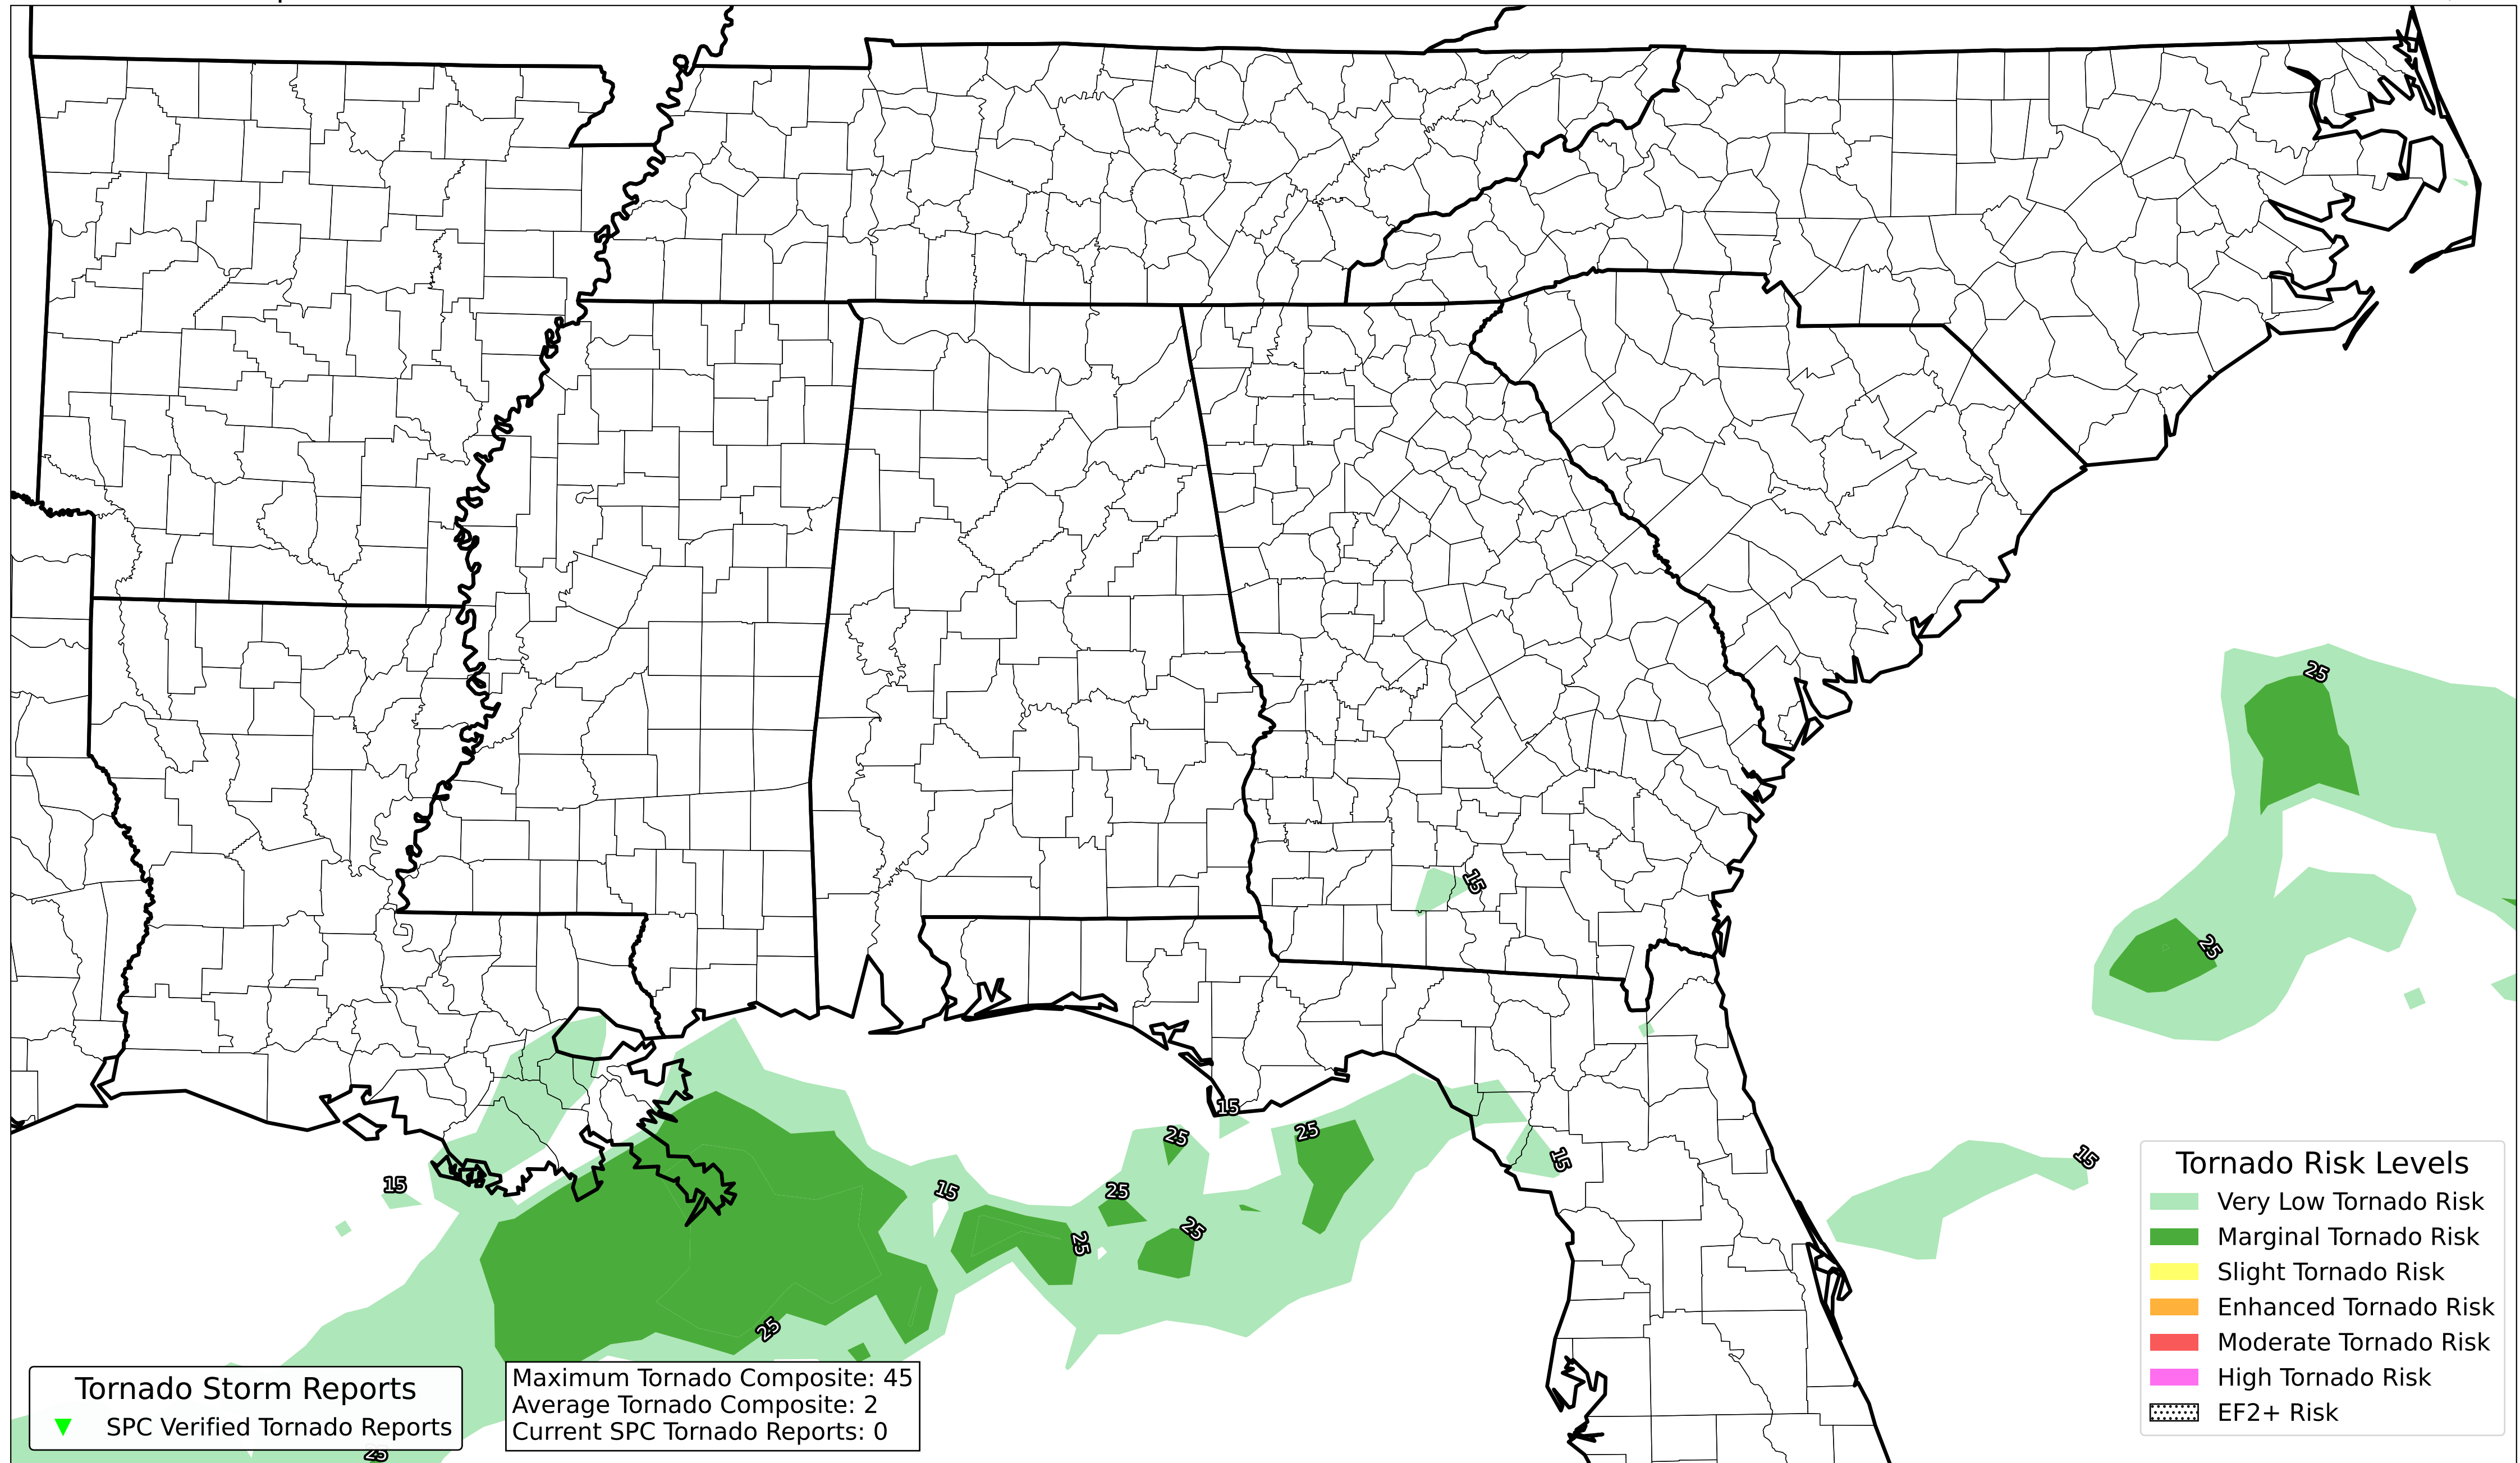 25
25
15
15
25
25
15
15
15
25
15
25
25
25
25
25
Tornado Risk Levels
Very Low Tornado Risk
Marginal Tornado Risk
Slight Tornado Risk
Enhanced Tornado Risk
Moderate Tornado Risk
High Tornado Risk
EF2+ Risk
Tornado Storm Reports
SPC Verified Tornado Reports
Maximum Tornado Composite: 45
Average Tornado Composite: 2
Current SPC Tornado Reports: 0